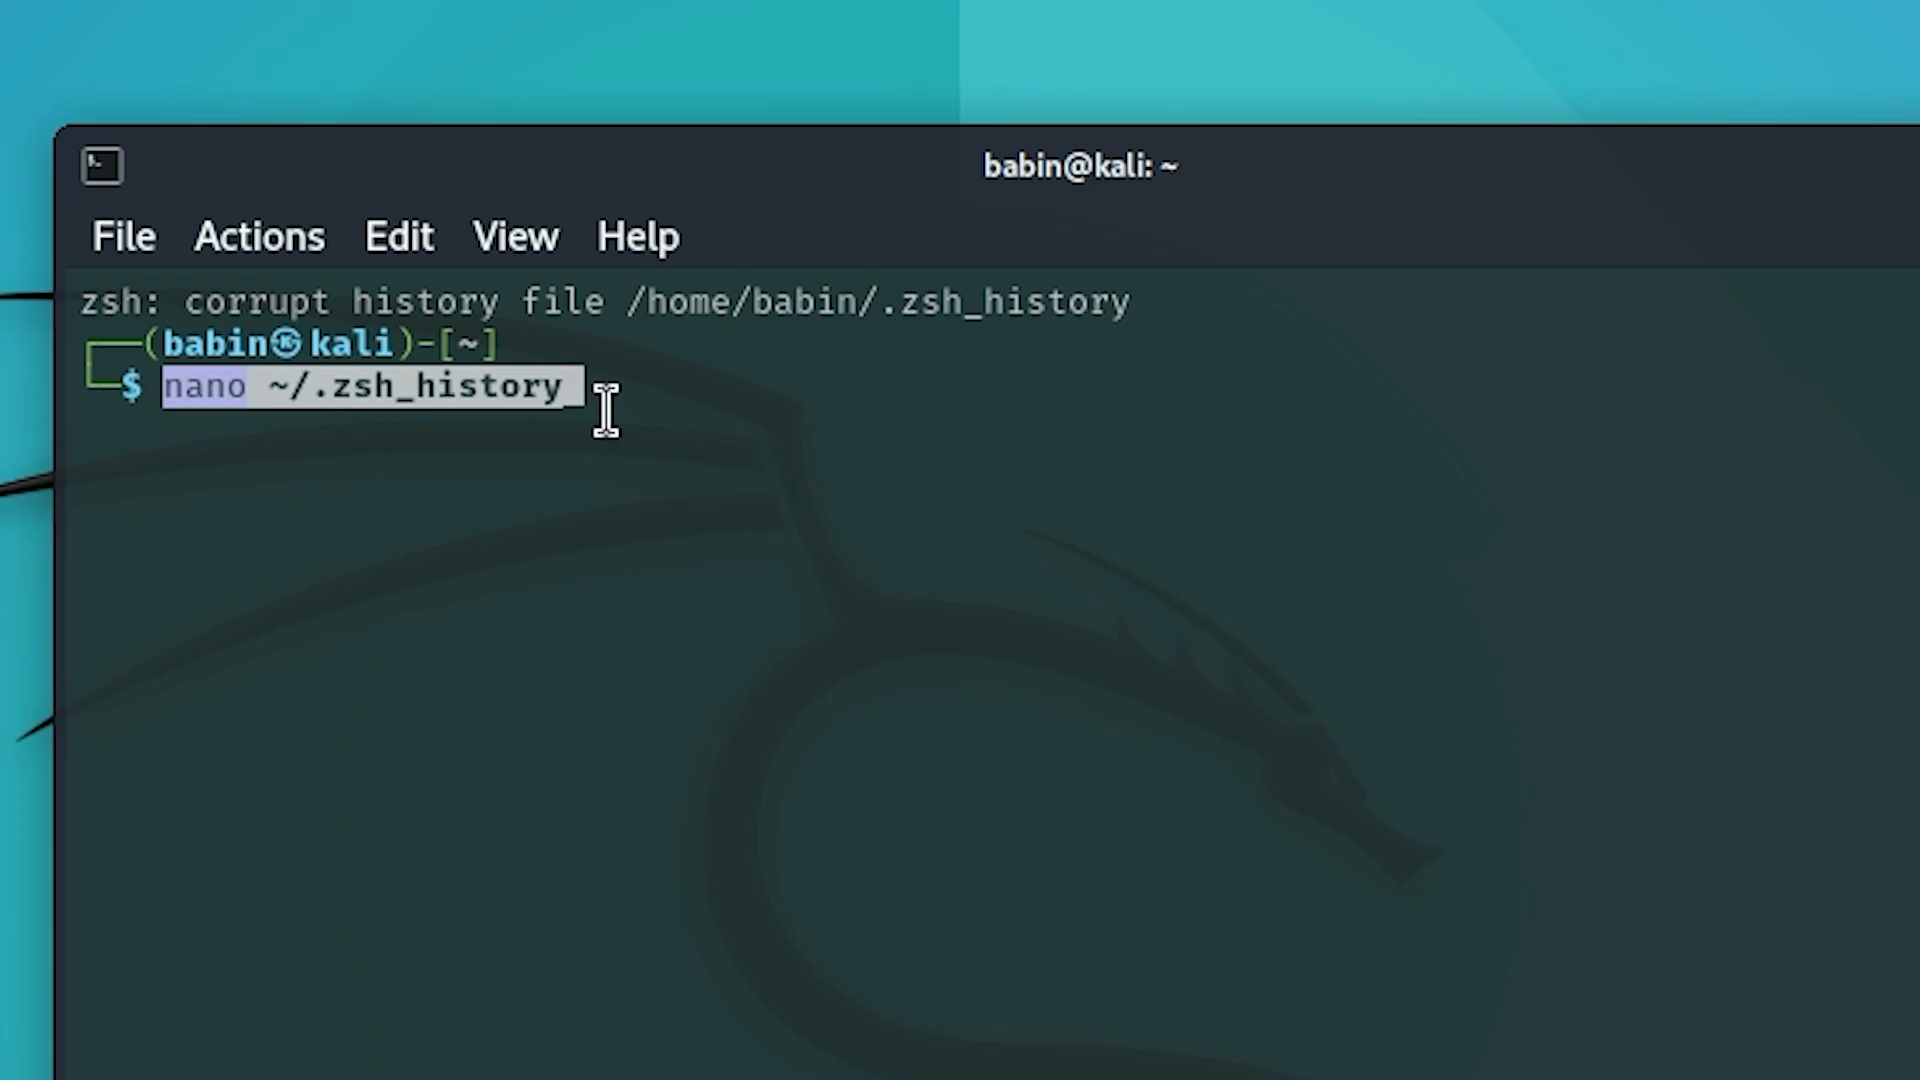 babin@kali: ~
File Actions Edit View Help
zsh: corrupt history file /home/babin/.zsh_history
┌──(babin㉿kali)-[~]
└─$ nano ~/.zsh_history